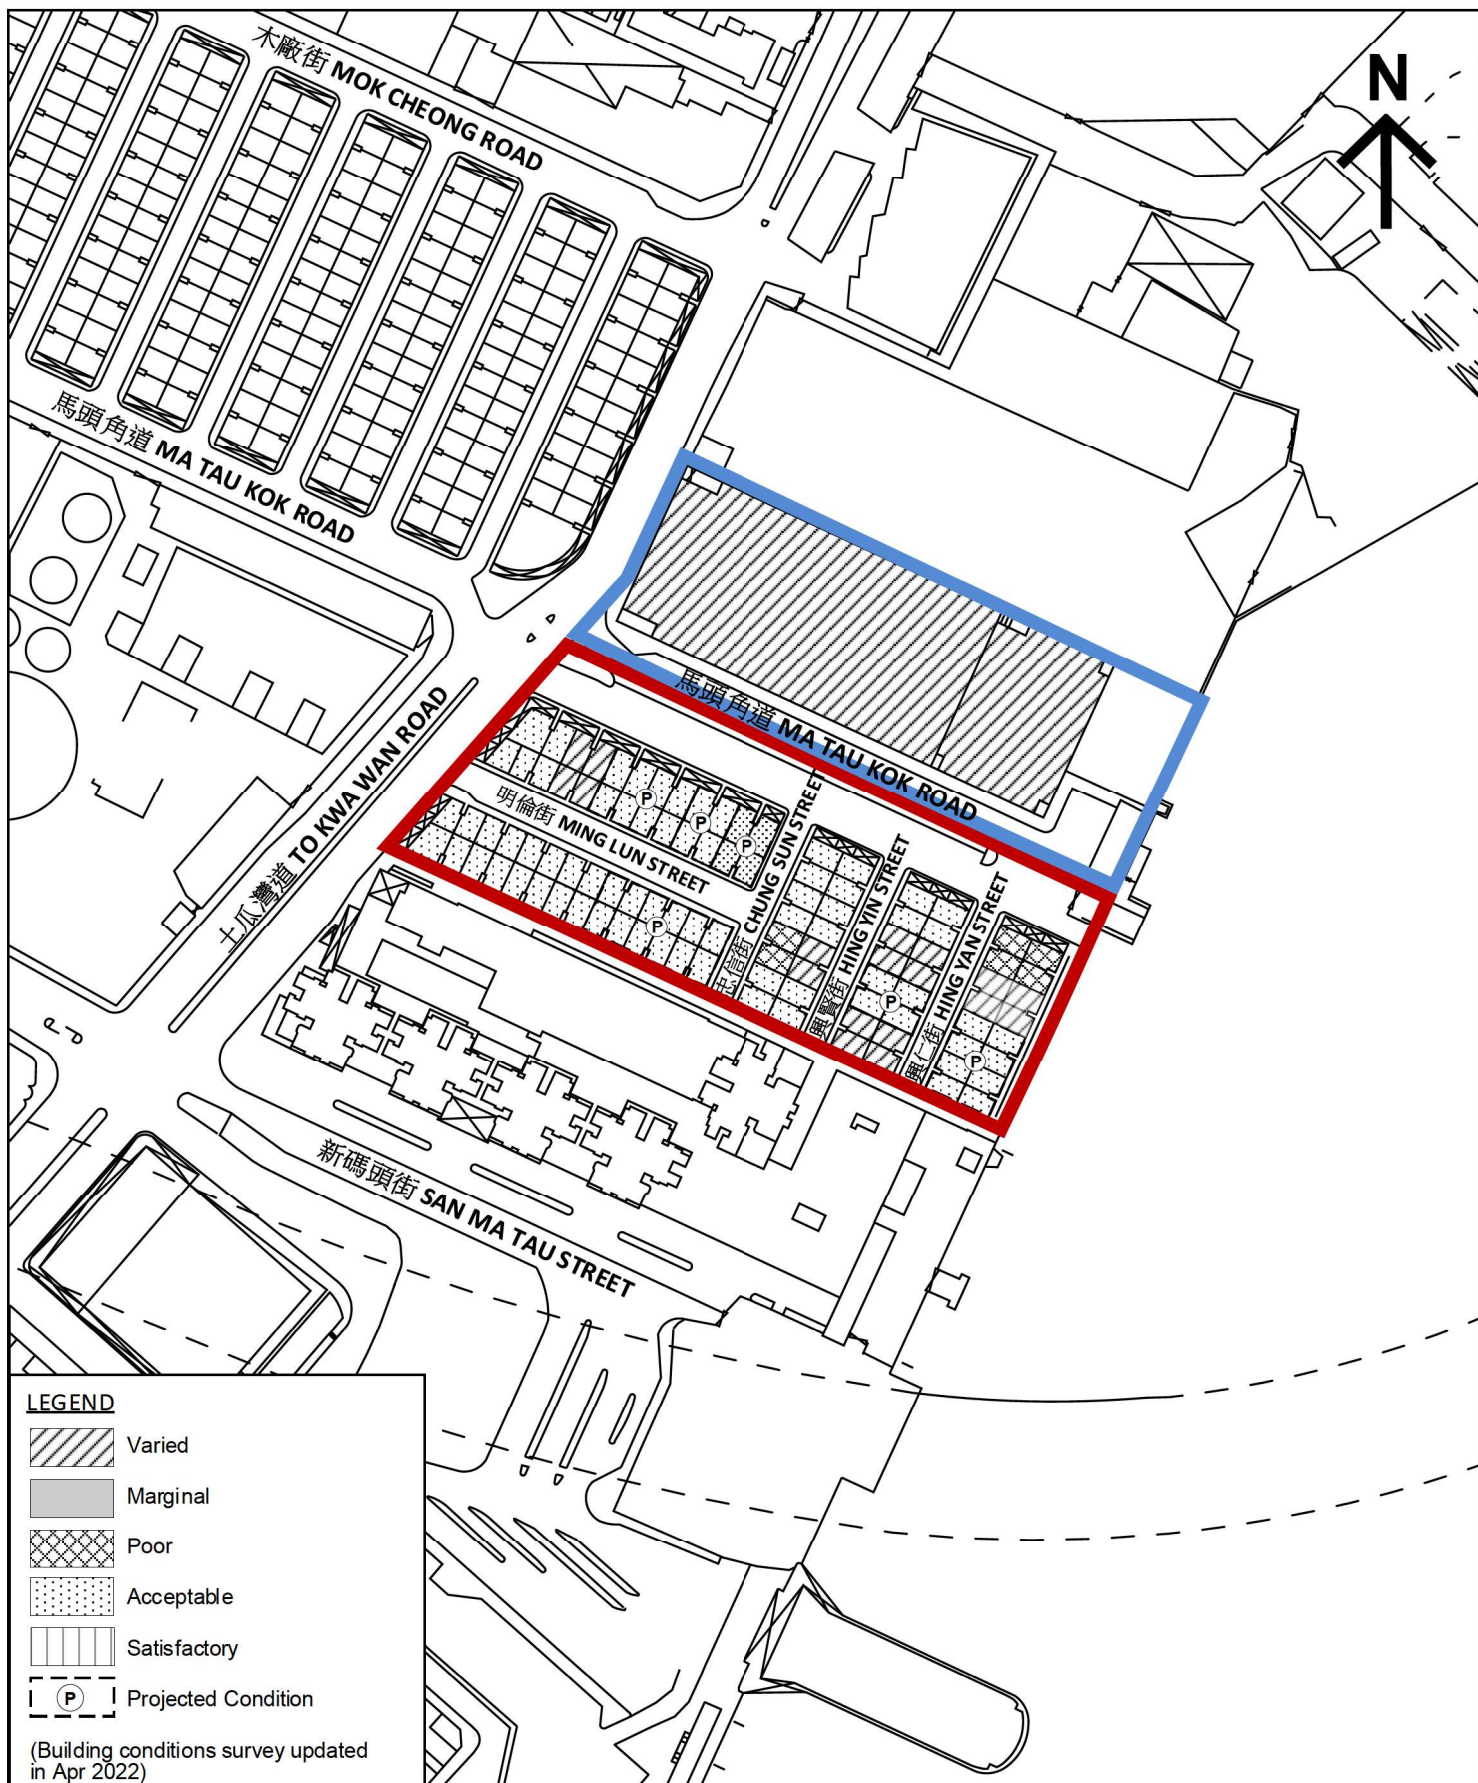 木廠街 MOK CHEONG ROAD
N
馬頭角道 MA TAU KOK ROAD
馬頭角道 MA TAU KOK ROAD
土瓜灣道 TO KWA WAN ROAD
明倫街 MING LUN STREET
忠信街 CHUNG SUN STREET
興賢街 HING YIN STREET
興仁街 HING YAN STREET
P
P
P
P
P
P
新碼頭街 SAN MA TAU STREET
LEGEND
Varied
Marginal
Poor
Acceptable
Satisfactory
P Projected Condition
(Building conditions survey updated
in Apr 2022)